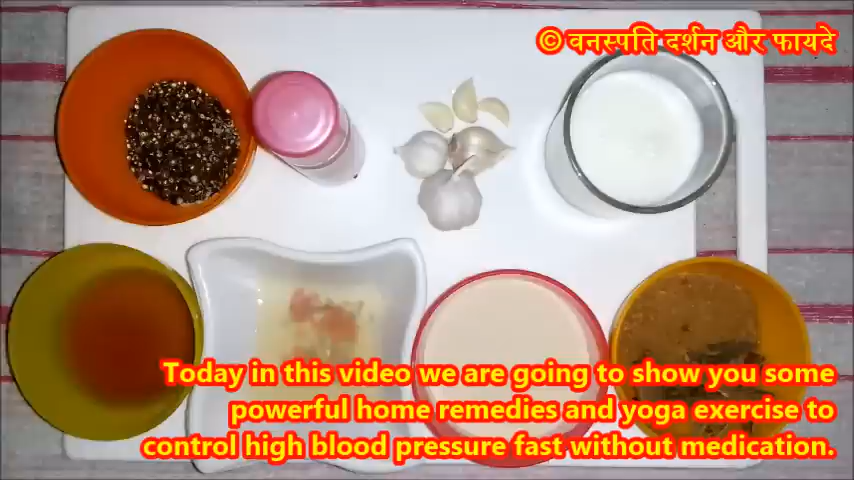 © वनस्पति दर्शन और फायदे
Today in this video we are going to show you some
powerful home remedies and yoga exercise to
control high blood pressure fast without medication.